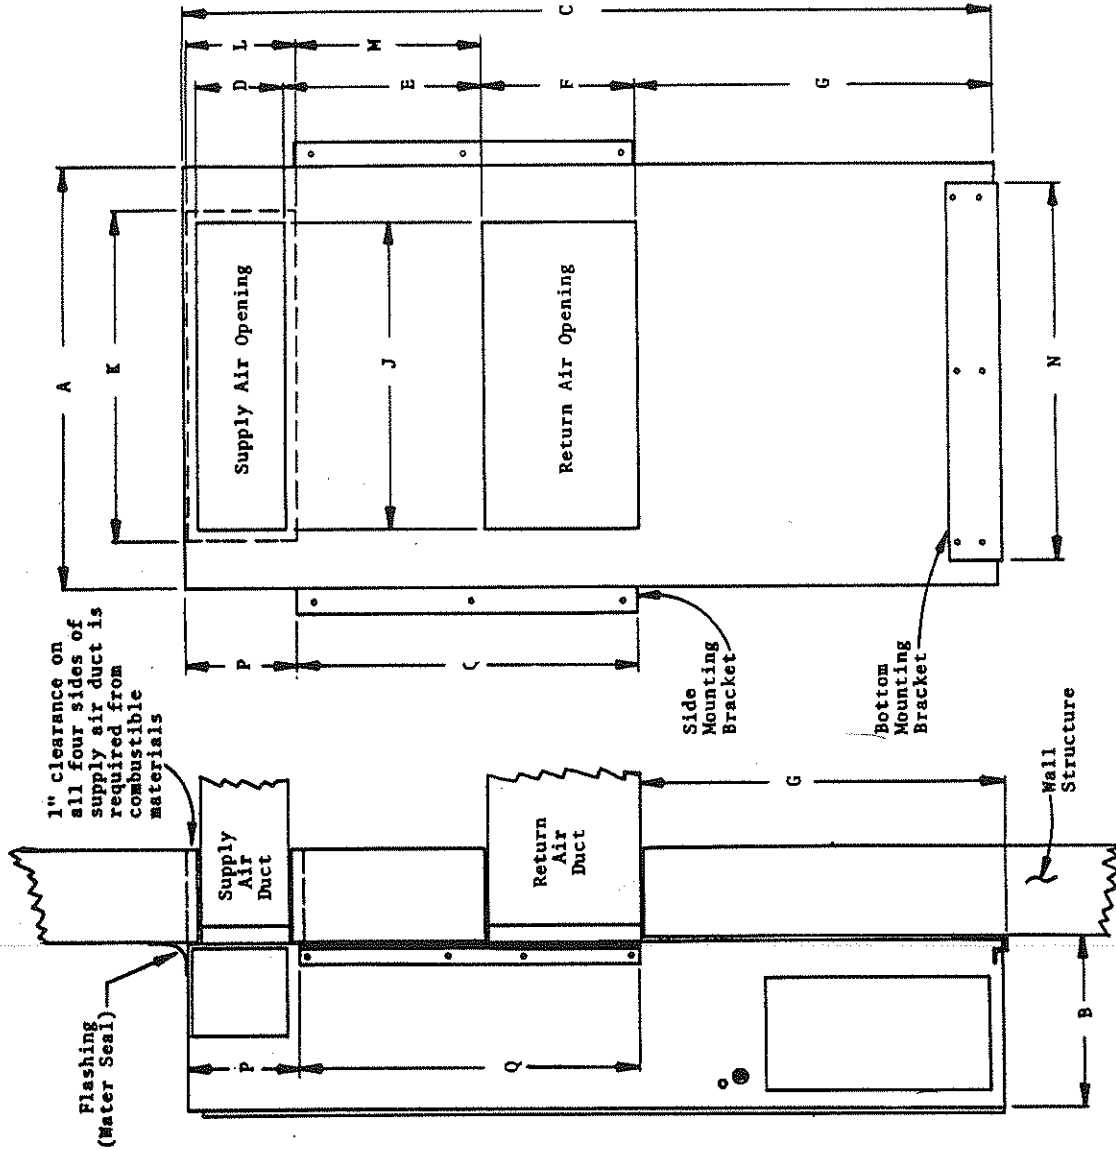 A
K
Supply Air Opening
J
Return Air Opening
N
C
L
D
M
E
F
G
P
Side
Mounting
Bracket
Bottom
Mounting
Bracket
1" clearance on
all four sides of
supply air duct is
required from
combustible
materials
Flashing
(Water Seal)
Supply
Air
Duct
Return
Air
Duct
P
Q
G
B
Wall
Structure